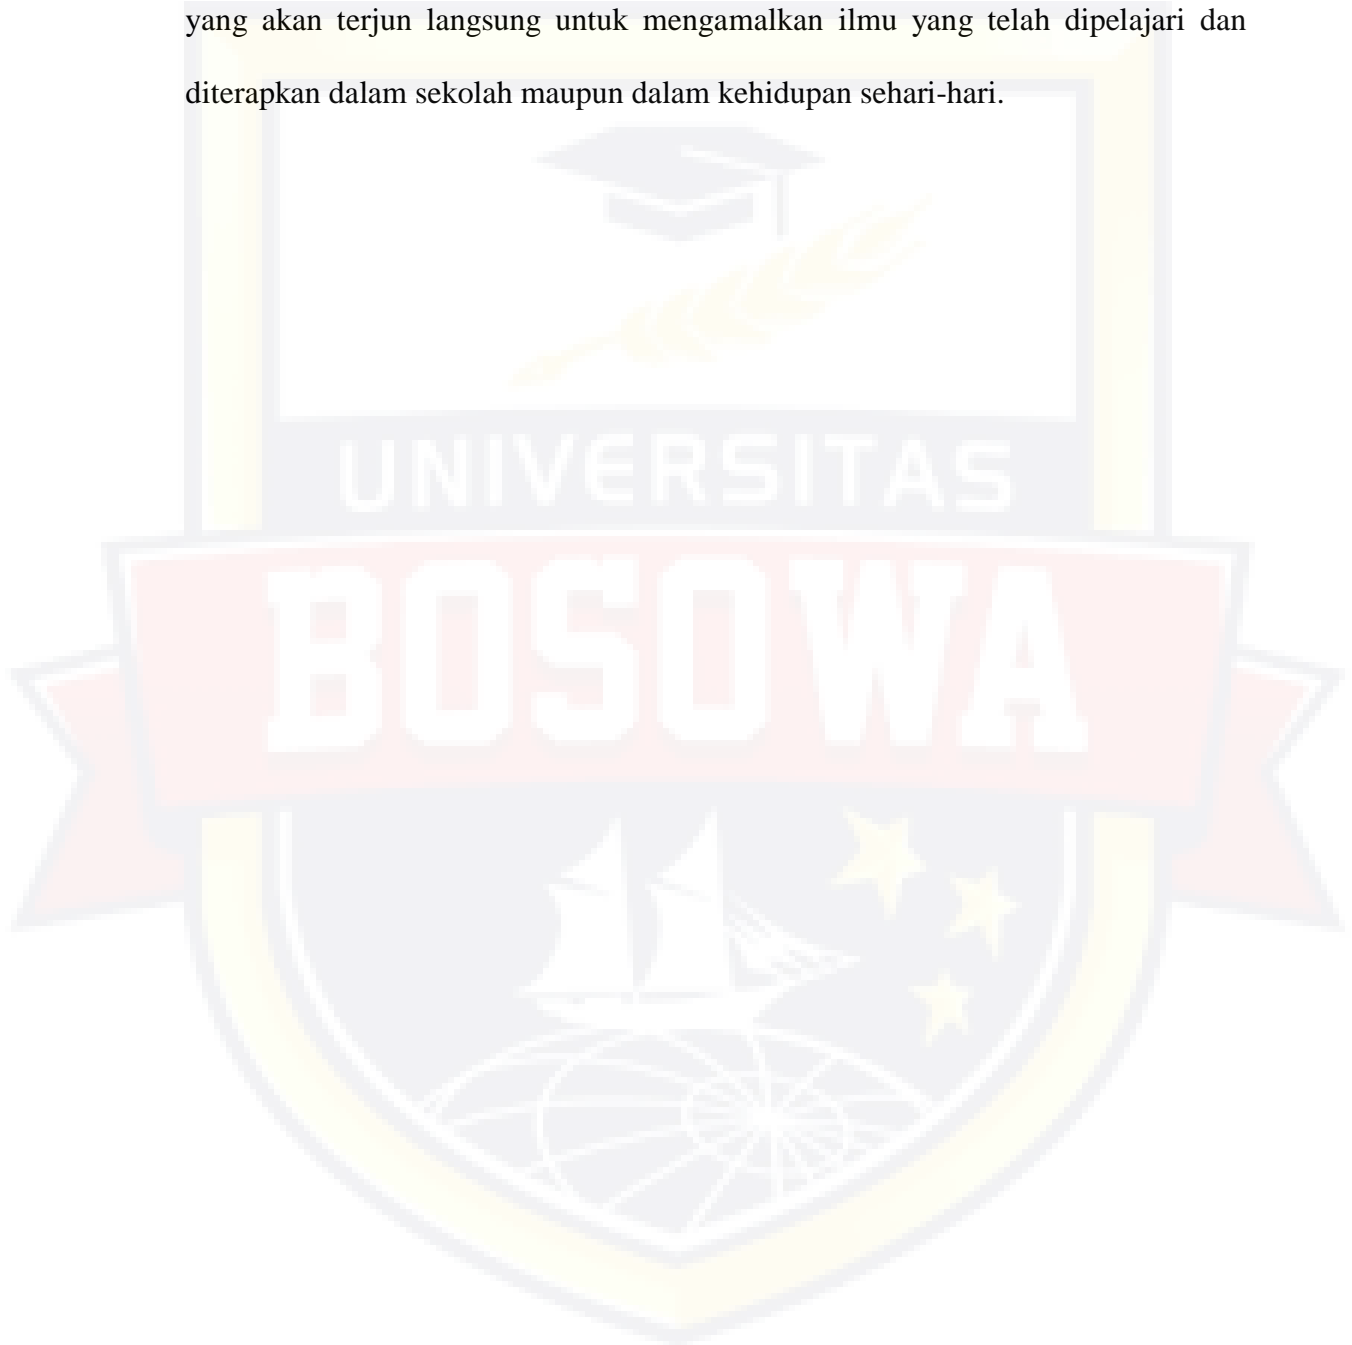 yang akan terjun langsung untuk mengamalkan ilmu yang telah dipelajari dan
diterapkan dalam sekolah maupun dalam kehidupan sehari-hari.
UNIVERSITAS
BOSOWA